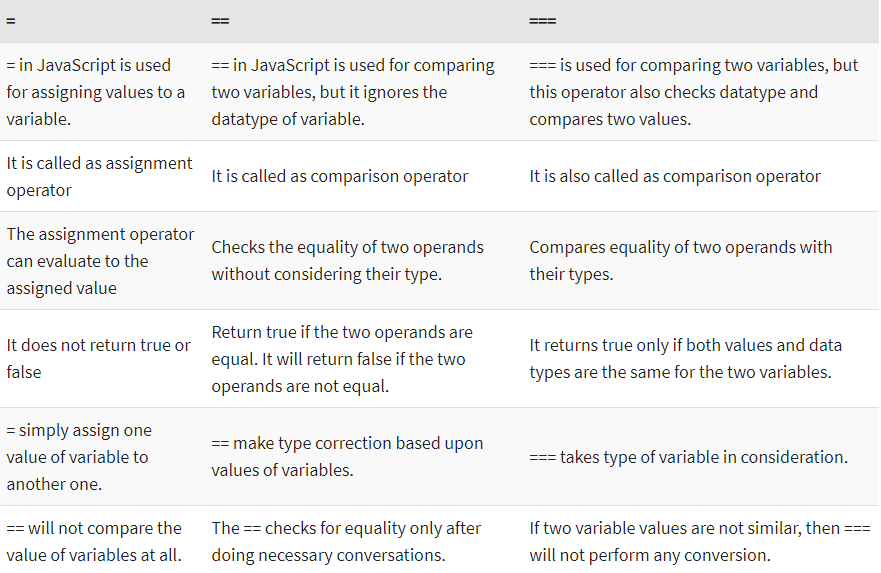 =
==
===
= in JavaScript is used
for assigning values to a
variable.
== in JavaScript is used for comparing
two variables, but it ignores the
datatype of variable.
=== is used for comparing two variables, but
this operator also checks datatype and
compares two values.
It is called as assignment
operator
It is called as comparison operator
It is also called as comparison operator
The assignment operator
can evaluate to the
assigned value
Checks the equality of two operands
without considering their type.
Compares equality of two operands with
their types.
It does not return true or
false
Return true if the two operands are
equal. It will return false if the two
operands are not equal.
It returns true only if both values and data
types are the same for the two variables.
= simply assign one
value of variable to
another one.
== make type correction based upon
values of variables.
=== takes type of variable in consideration.
== will not compare the
value of variables at all.
The == checks for equality only after
doing necessary conversations.
If two variable values are not similar, then ===
will not perform any conversion.